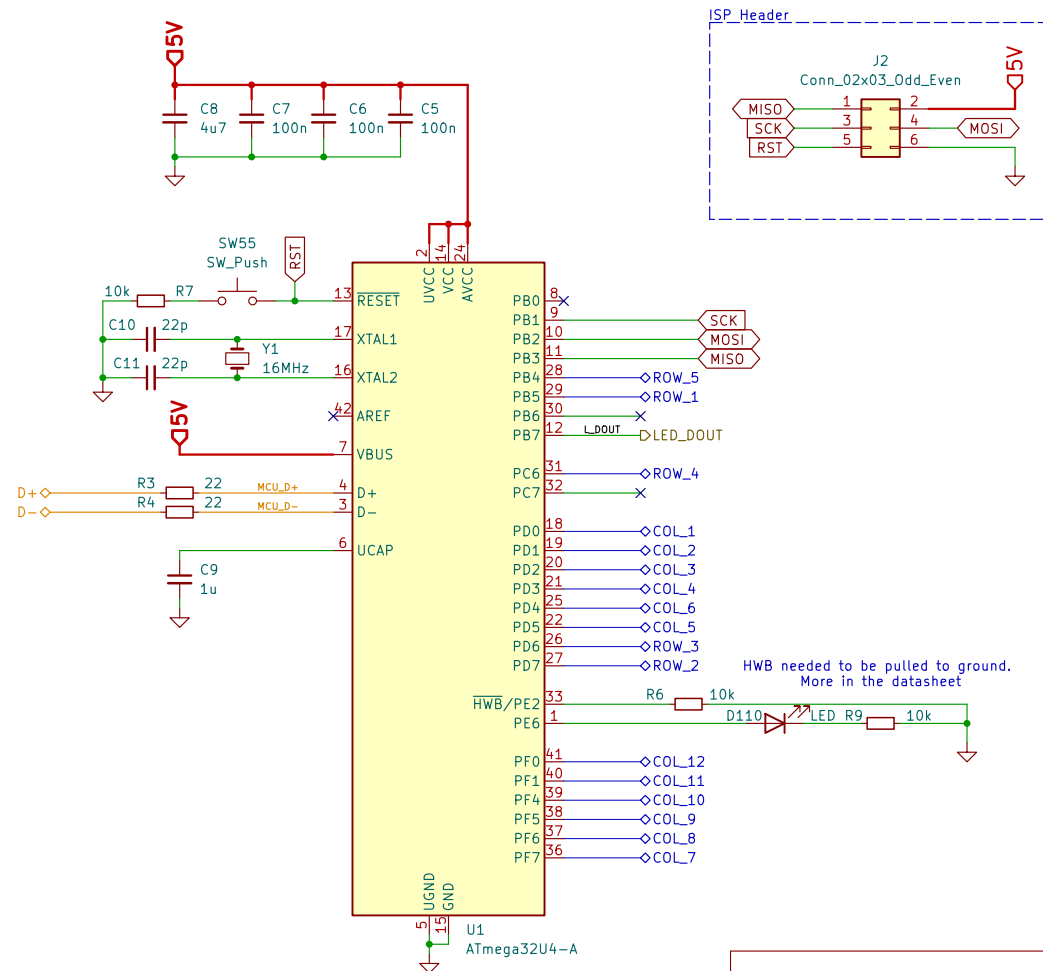 ISP Header
5V
J2
Conn_02x03_Odd_Even
5V
MISO 1 2
SCK 3 4 MOSI
RST 5 6
C8 4u7
C7 100n
C6 100n
C5 100n
SW55
SW_Push
RST
10k R7
C10 22p
C11 22p
Y1
16MHz
5V
D+ R3 22 MCU_D+
D- R4 22 MCU_D-
C9
1u
2 14 24
UVCC VCC AVCC
13 RESET
17 XTAL1
16 XTAL2
42 AREF
7 VBUS
4 D+
3 D-
6 UCAP
PB0 8
PB1 9 SCK
PB2 10 MOSI
PB3 11 MISO
PB4 28 ROW_5
PB5 29 ROW_1
PB6 30
PB7 12 L_DOUT LED_DOUT
PC6 31 ROW_4
PC7 32
PD0 18 COL_1
PD1 19 COL_2
PD2 20 COL_3
PD3 21 COL_4
PD4 25 COL_6
PD5 22 COL_5
PD6 26 ROW_3
PD7 27 ROW_2
HWB needed to be pulled to ground.
More in the datasheet
HWB/PE2 33 R6 10k
PE6 1 D110 LED R9 10k
PF0 41 COL_12
PF1 40 COL_11
PF4 39 COL_10
PF5 38 COL_9
PF6 37 COL_8
PF7 36 COL_7
UGND GND
5 15
U1
ATmega32U4-A